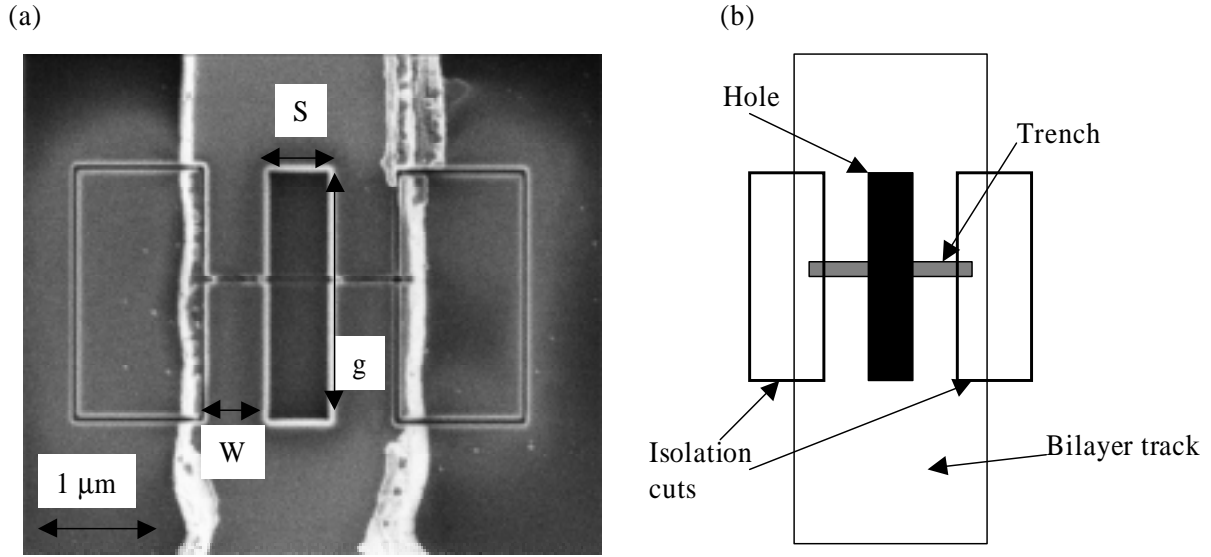 (a)
S
g
W
1 μm
(b)
Hole
Trench
Isolation
cuts
Bilayer track